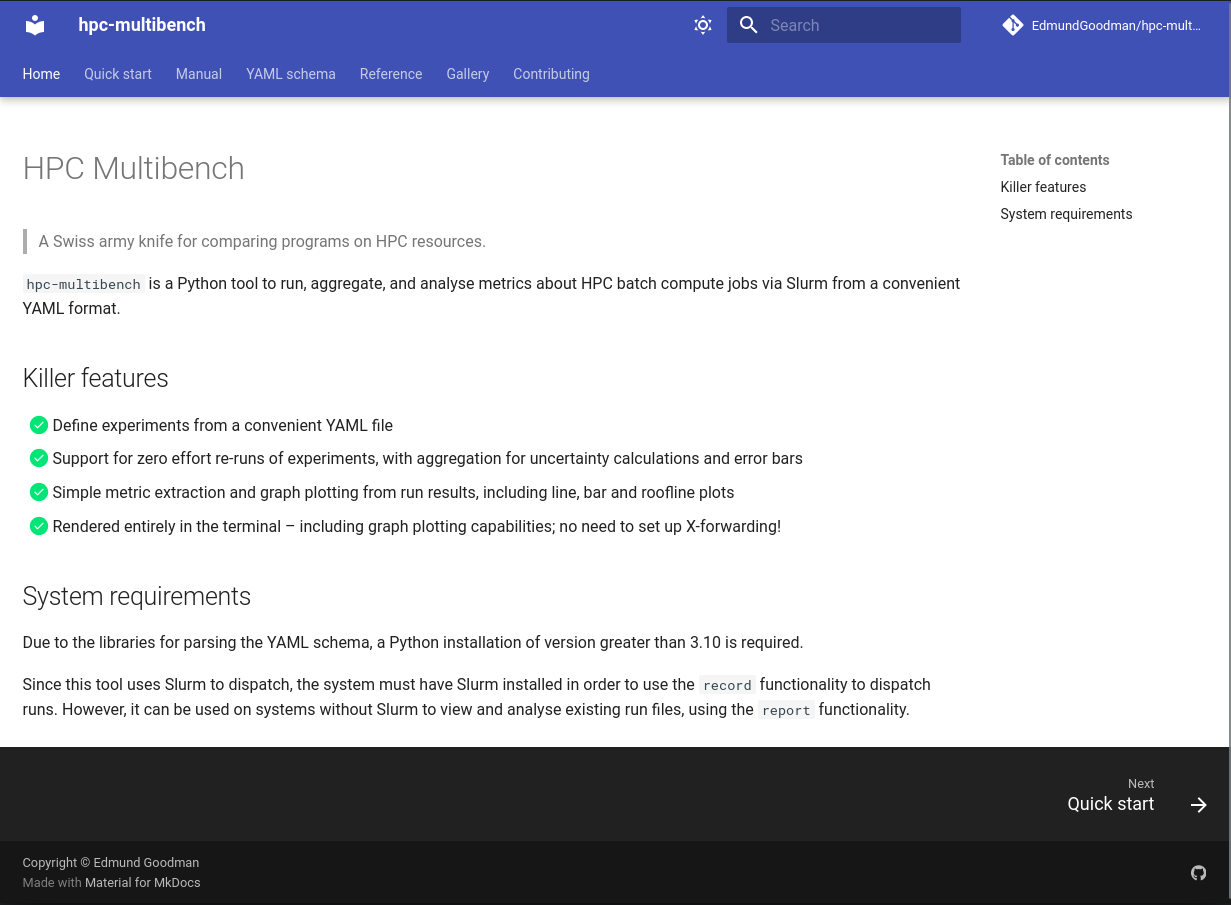 hpc-multibench
Search
EdmundGoodman/hpc-mult…
Home
Quick start
Manual
YAML schema
Reference
Gallery
Contributing
HPC Multibench
A Swiss army knife for comparing programs on HPC resources.
hpc-multibench is a Python tool to run, aggregate, and analyse metrics about HPC batch compute jobs via Slurm from a convenient
YAML format.
Killer features
Define experiments from a convenient YAML file
Support for zero effort re-runs of experiments, with aggregation for uncertainty calculations and error bars
Simple metric extraction and graph plotting from run results, including line, bar and roofline plots
Rendered entirely in the terminal – including graph plotting capabilities; no need to set up X-forwarding!
System requirements
Due to the libraries for parsing the YAML schema, a Python installation of version greater than 3.10 is required.
Since this tool uses Slurm to dispatch, the system must have Slurm installed in order to use the record functionality to dispatch
runs. However, it can be used on systems without Slurm to view and analyse existing run files, using the report functionality.
Table of contents
Killer features
System requirements
Next
Quick start
Copyright © Edmund Goodman
Made with Material for MkDocs